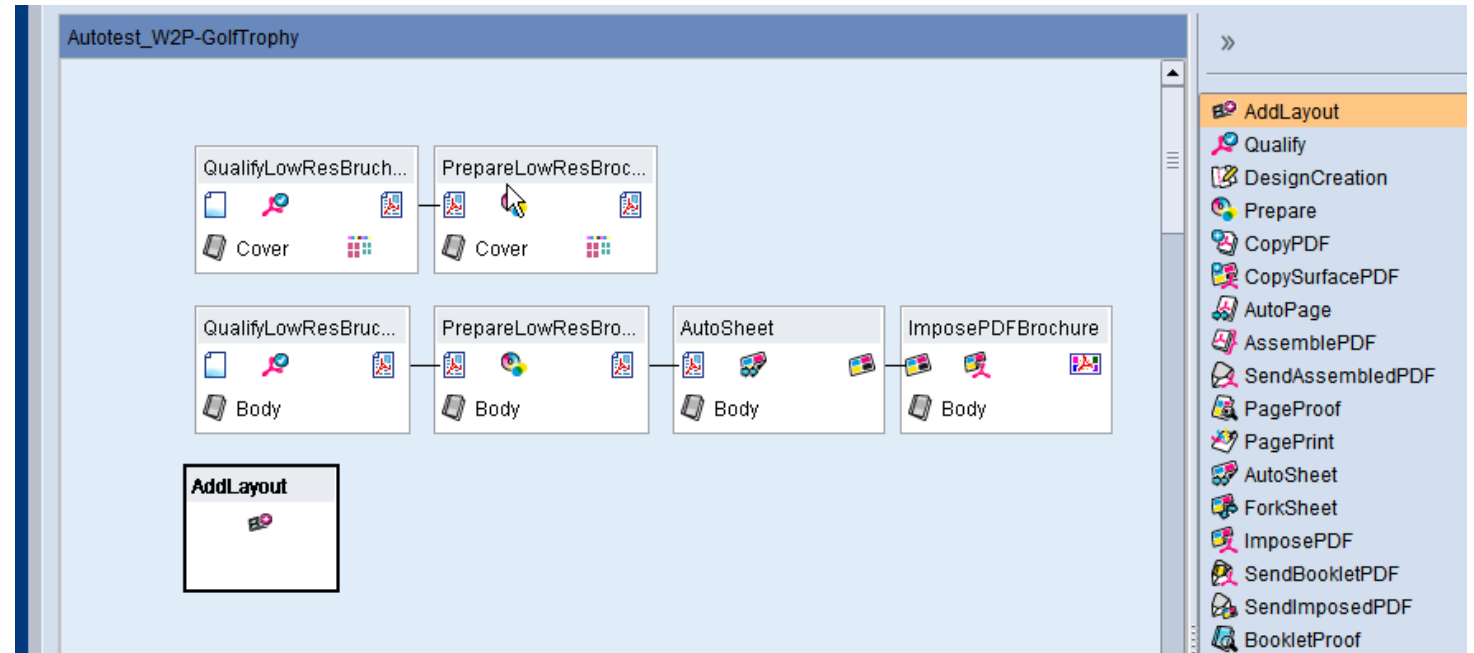 Autotest_W2P-GolfTrophy
QualifyLowResBruch... PrepareLowResBroc...
Cover Cover
QualifyLowResBruc... PrepareLowResBro... AutoSheet ImposePDFBrochure
Body Body Body Body
AddLayout
»
AddLayout
Qualify
DesignCreation
Prepare
CopyPDF
CopySurfacePDF
AutoPage
AssemblePDF
SendAssembledPDF
PageProof
PagePrint
AutoSheet
ForkSheet
ImposePDF
SendBookletPDF
SendImposedPDF
BookletProof